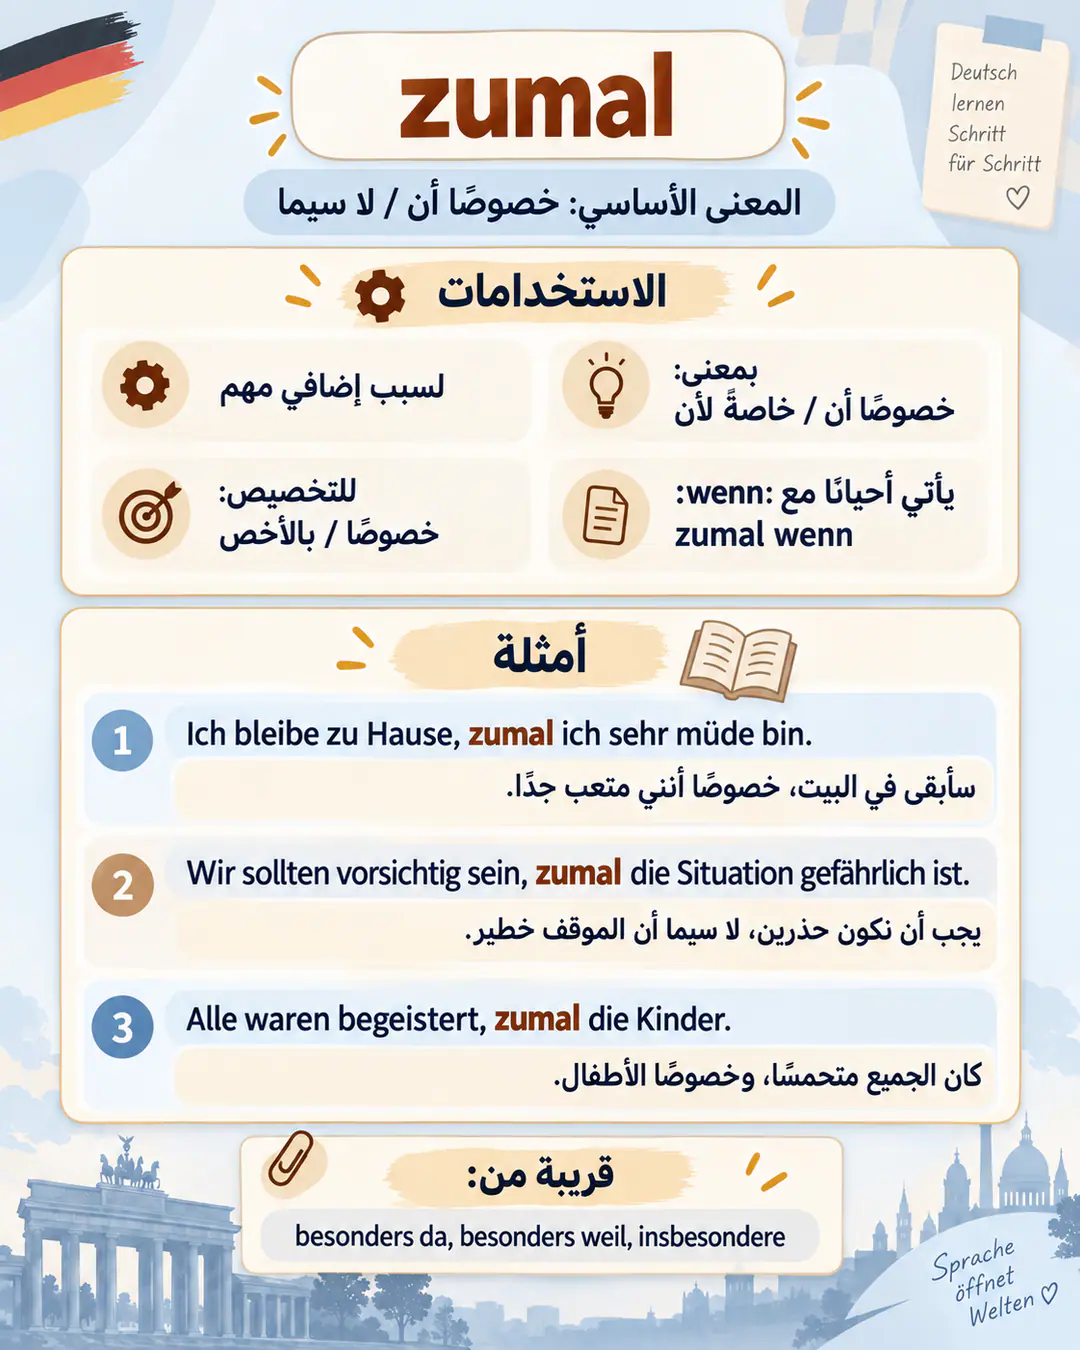 zumal
Deutsch
lernen
Schritt
für Schritt
المعنى الأساسي: خصوصًا أن / لا سيما
الاستخدامات
بمعنى:
خصوصًا أن / خاصةً لأن
لسبب إضافي مهم
يأتي أحيانًا مع :wenn:
zumal wenn
للتخصيص:
خصوصًا / بالأخص
أمثلة
1
Ich bleibe zu Hause, zumal ich sehr müde bin.
سأبقى في البيت، خصوصًا أنني متعب جدًا.
2
Wir sollten vorsichtig sein, zumal die Situation gefährlich ist.
يجب أن نكون حذرين، لا سيما أن الموقف خطير.
3
Alle waren begeistert, zumal die Kinder.
كان الجميع متحمسًا، وخصوصًا الأطفال.
قريبة من:
besonders da, besonders weil, insbesondere
Sprache
öffnet
Welten